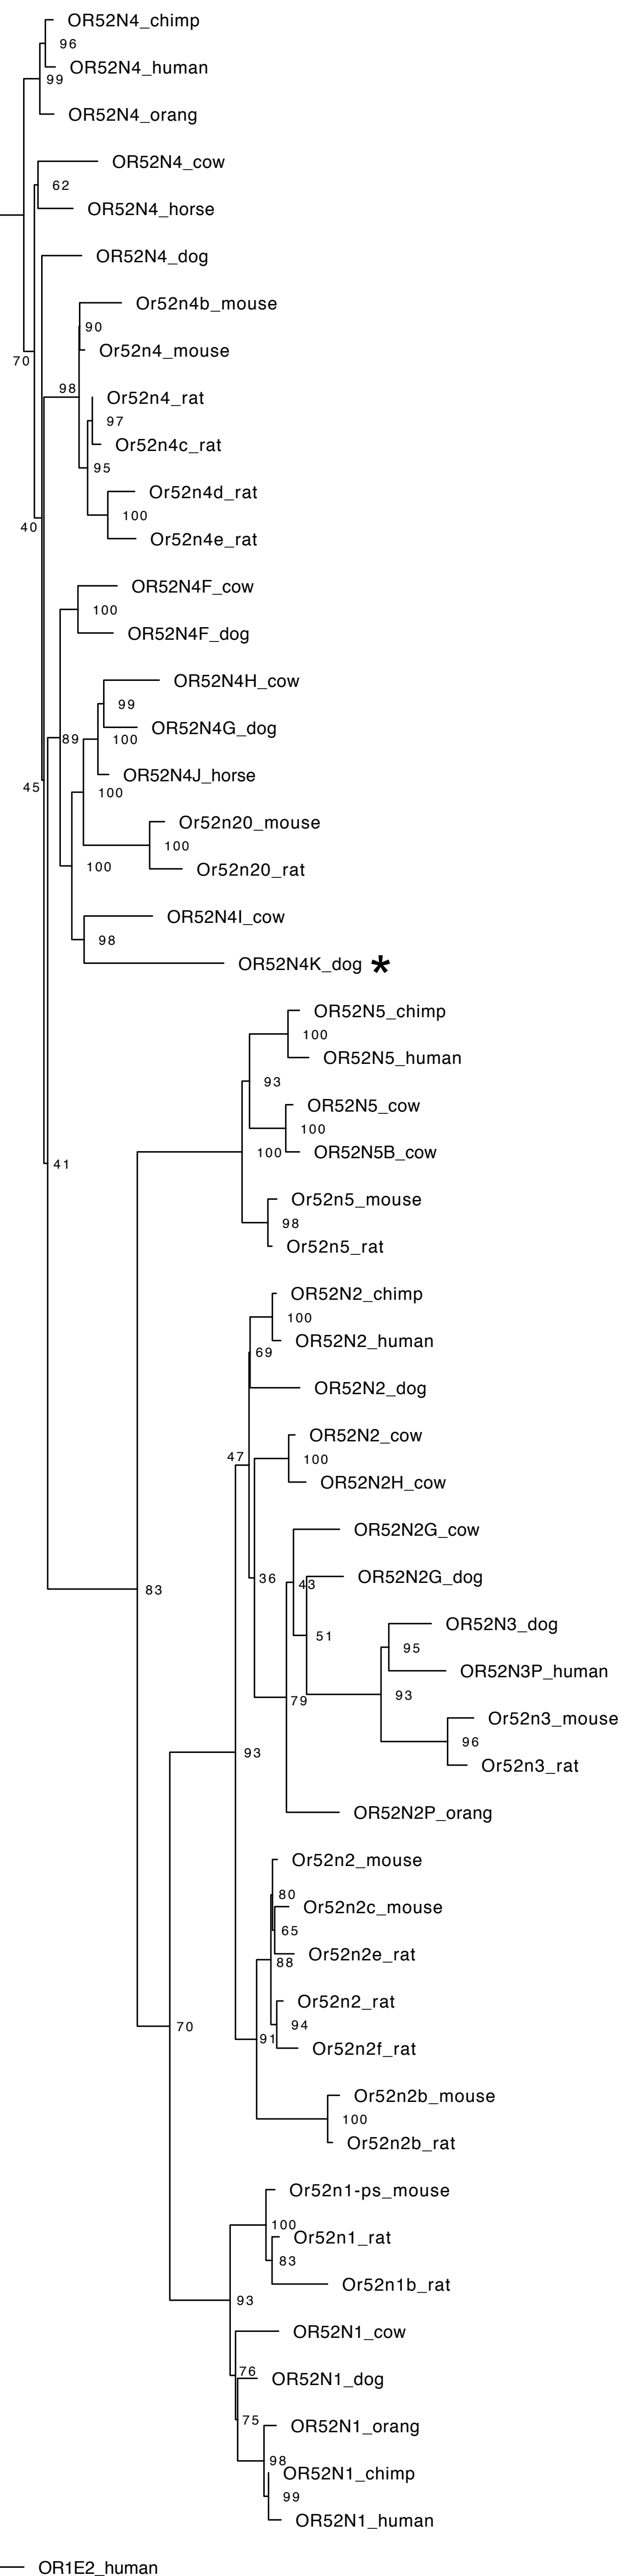 OR52N4_chimp
96
OR52N4_human
99
OR52N4_orang
OR52N4_cow
62
OR52N4_horse
OR52N4_dog
Or52n4b_mouse
90
Or52n4_mouse
70
98
Or52n4_rat
97
Or52n4c_rat
95
Or52n4d_rat
100
40
Or52n4e_rat
OR52N4F_cow
100
OR52N4F_dog
OR52N4H_cow
99
OR52N4G_dog
89
100
OR52N4J_horse
45
100
Or52n20_mouse
100
100
Or52n20_rat
OR52N4I_cow
98
OR52N4K_dog *
OR52N5_chimp
100
OR52N5_human
93
OR52N5_cow
100
100
OR52N5B_cow
41
Or52n5_mouse
98
Or52n5_rat
OR52N2_chimp
100
OR52N2_human
69
OR52N2_dog
OR52N2_cow
47
100
OR52N2H_cow
OR52N2G_cow
36
43
OR52N2G_dog
83
OR52N3_dog
51
95
OR52N3P_human
93
79
Or52n3_mouse
96
93
Or52n3_rat
OR52N2P_orang
Or52n2_mouse
80
Or52n2c_mouse
65
Or52n2e_rat
88
Or52n2_rat
94
70
91
Or52n2f_rat
Or52n2b_mouse
100
Or52n2b_rat
Or52n1-ps_mouse
100
Or52n1_rat
83
Or52n1b_rat
93
OR52N1_cow
76
OR52N1_dog
75
OR52N1_orang
98
OR52N1_chimp
99
OR52N1_human
OR1E2_human